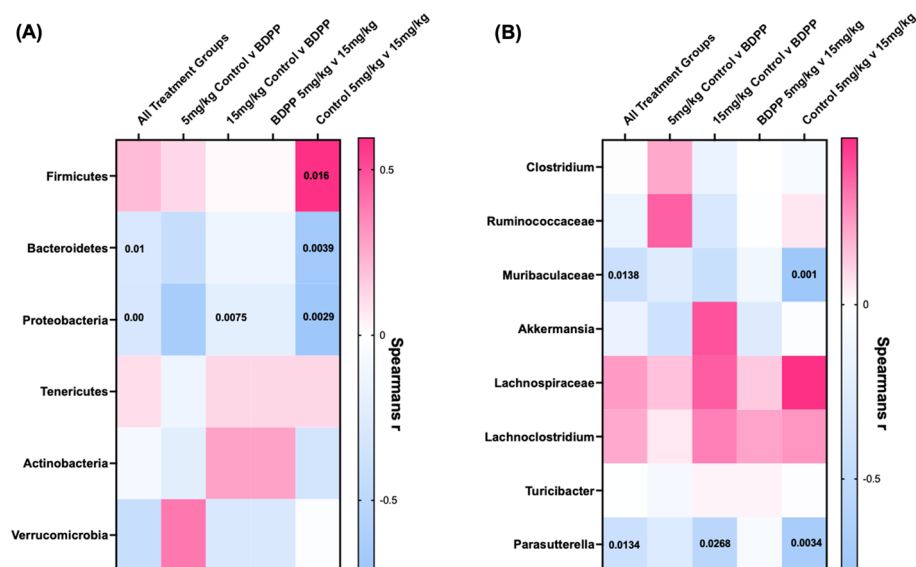 (A)
All Treatment Groups
5mg/kg Control v BDPP
15mg/kg Control v BDPP
BDPP 5mg/kg v 15mg/kg
Control 5mg/kg v 15mg/kg
Firmicutes
0.016
Bacteroidetes
0.01
0.0039
Proteobacteria
0.00
0.0075
0.0029
Tenericutes
Actinobacteria
Verrucomicrobia
0.5
0
-0.5
Spearmans r
(B)
All Treatment Groups
5mg/kg Control v BDPP
15mg/kg Control v BDPP
BDPP 5mg/kg v 15mg/kg
Control 5mg/kg v 15mg/kg
Clostridium
Ruminococcaceae
Muribaculaceae
0.0138
0.001
Akkermansia
Lachnospiraceae
Lachnoclostridium
Turicibacter
Parasutterella
0.0134
0.0268
0.0034
0
-0.5
Spearmans r